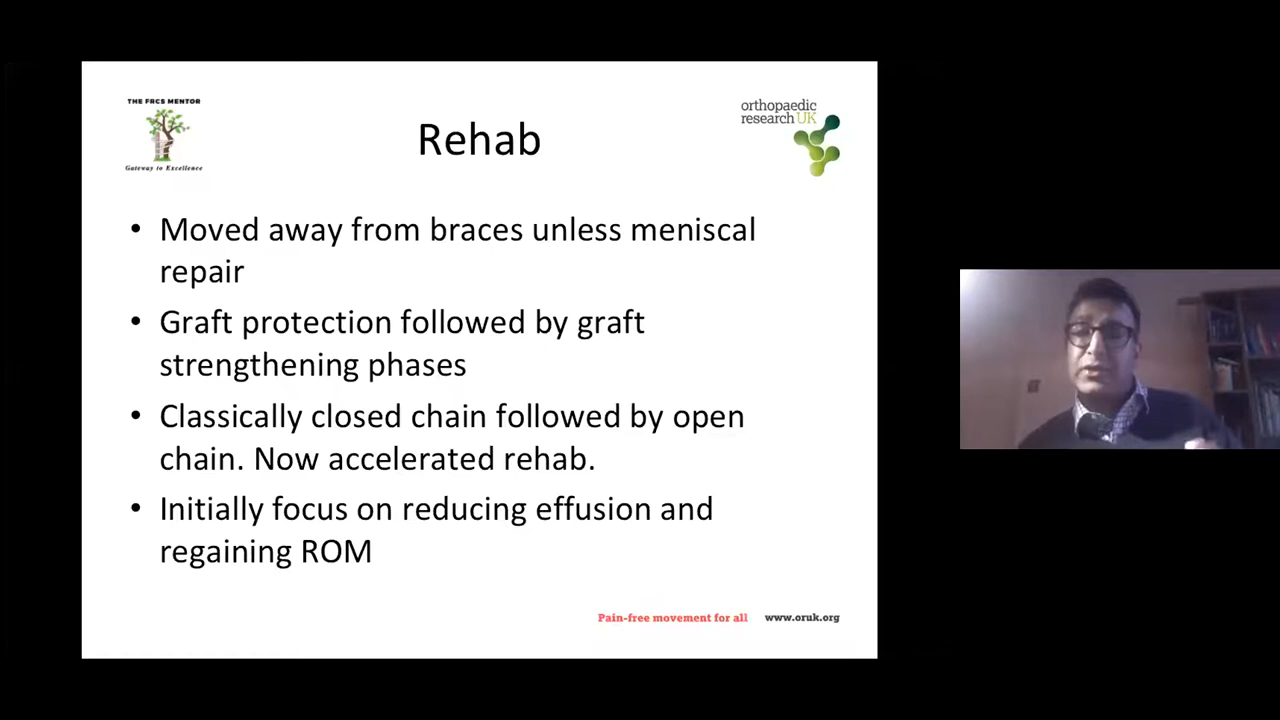 THE FRCS MENTOR
Gateway to Excellence
orthopaedic
research UK
Rehab
• Moved away from braces unless meniscal
repair
• Graft protection followed by graft
strengthening phases
• Classically closed chain followed by open
chain. Now accelerated rehab.
• Initially focus on reducing effusion and
regaining ROM
Pain-free movement for all www.oruk.org